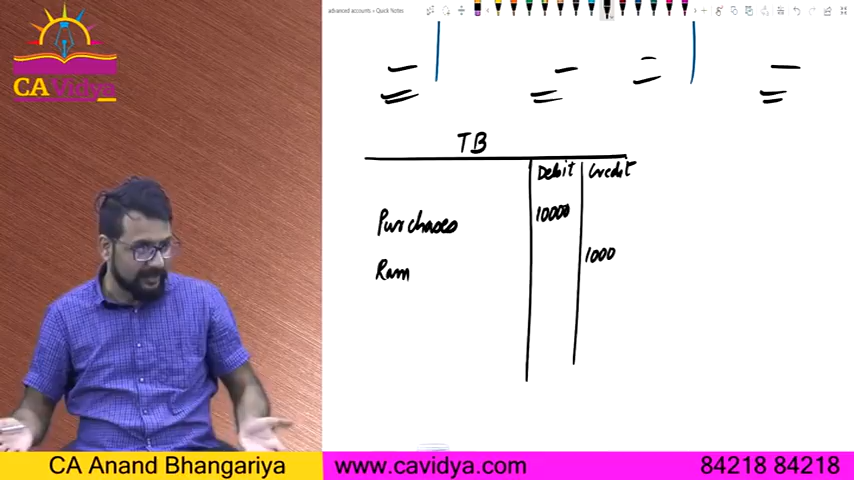 advanced accounts - Quick Notes
CA Vidya
TB
Debit Credit
Purchases 10000
Ram 1000
CA Anand Bhangariya www.cavidya.com 84218 84218